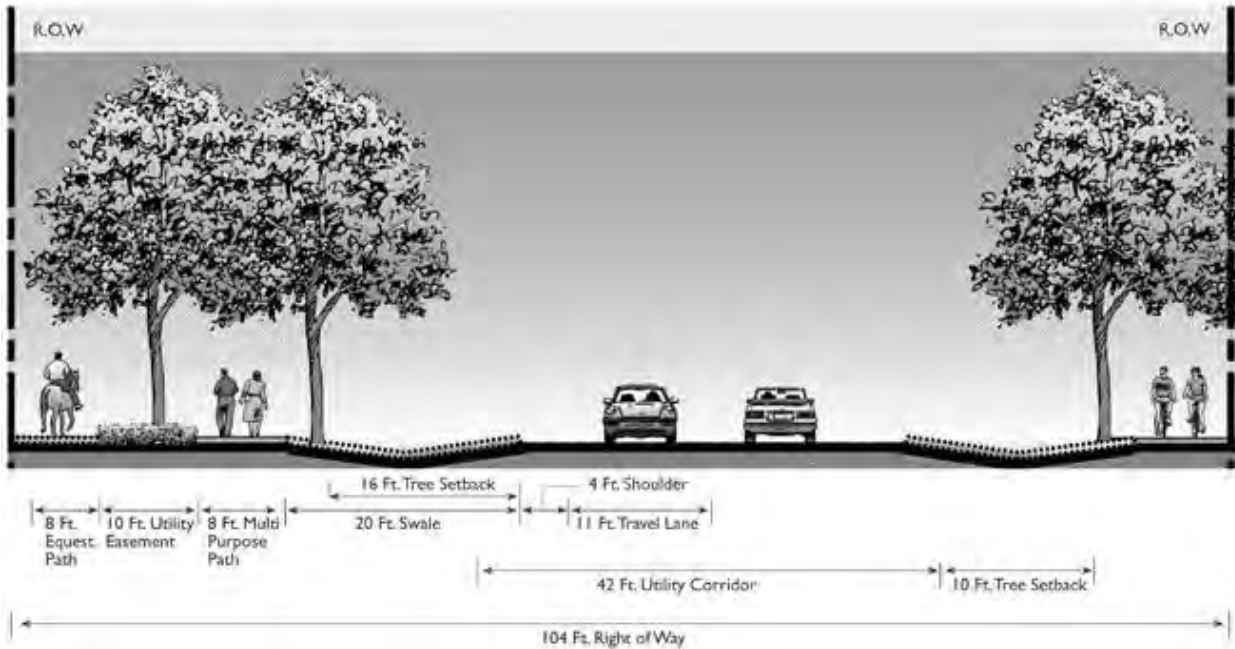 R.O.W
R.O.W
16 Ft. Tree Setback
4 Ft. Shoulder
8 Ft.
Equest.
Path
10 Ft. Utility
Easement
8 Ft. Multi
Purpose
Path
20 Ft. Swale
11 Ft. Travel Lane
42 Ft. Utility Corridor
10 Ft. Tree Setback
104 Ft. Right of Way